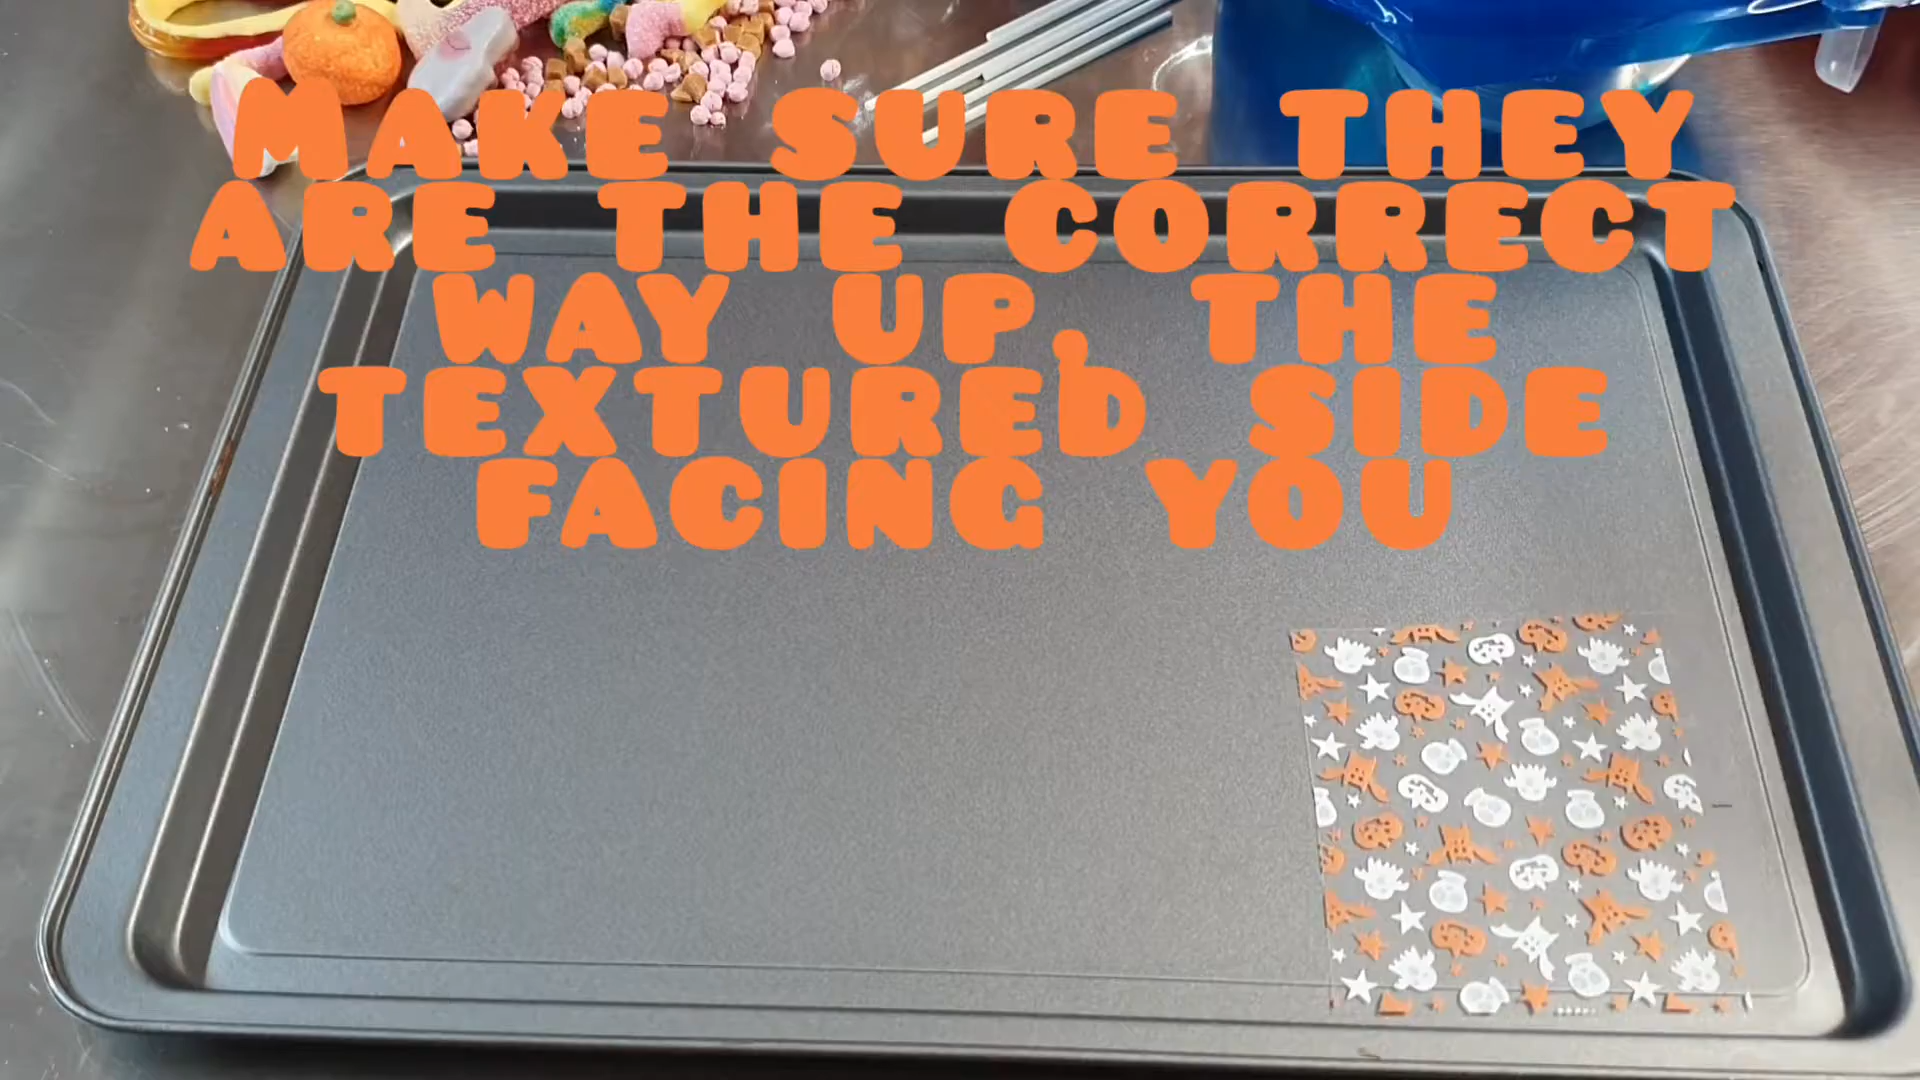 MAKE SURE THEY
ARE THE CORRECT
WAY UP, THE
TEXTURED SIDE
FACING YOU